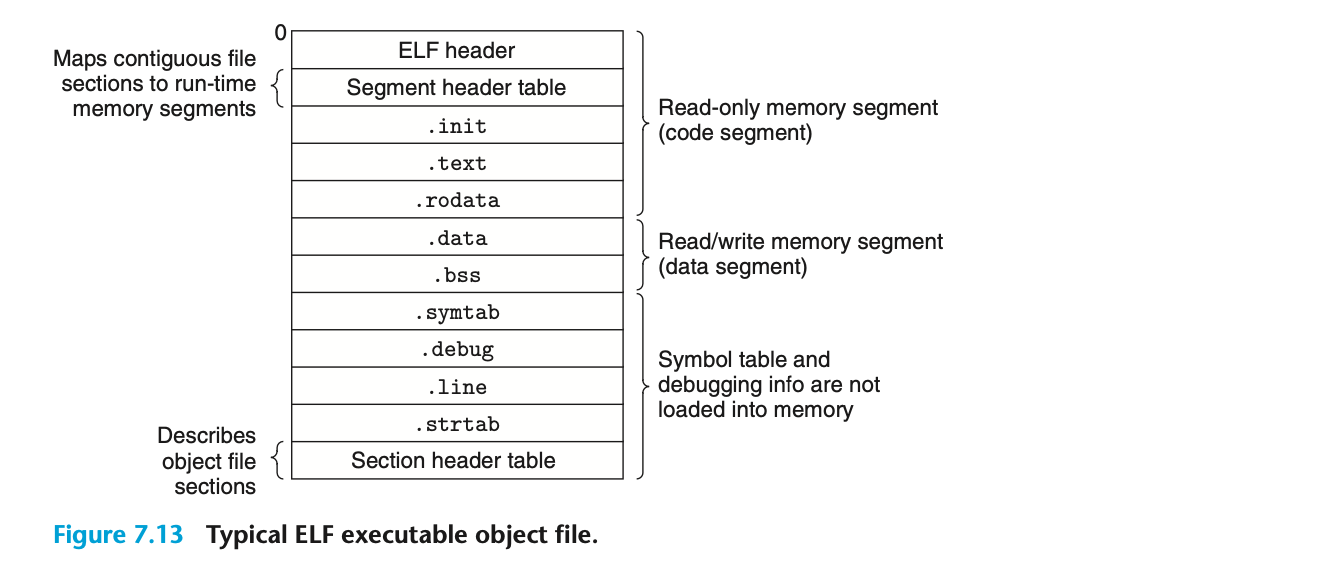 0
Maps contiguous file
sections to run-time
memory segments
ELF header
Segment header table
.init
.text
.rodata
.data
.bss
.symtab
.debug
.line
.strtab
Section header table
Read-only memory segment
(code segment)
Read/write memory segment
(data segment)
Symbol table and
debugging info are not
loaded into memory
Describes
object file
sections
Figure 7.13 Typical ELF executable object file.